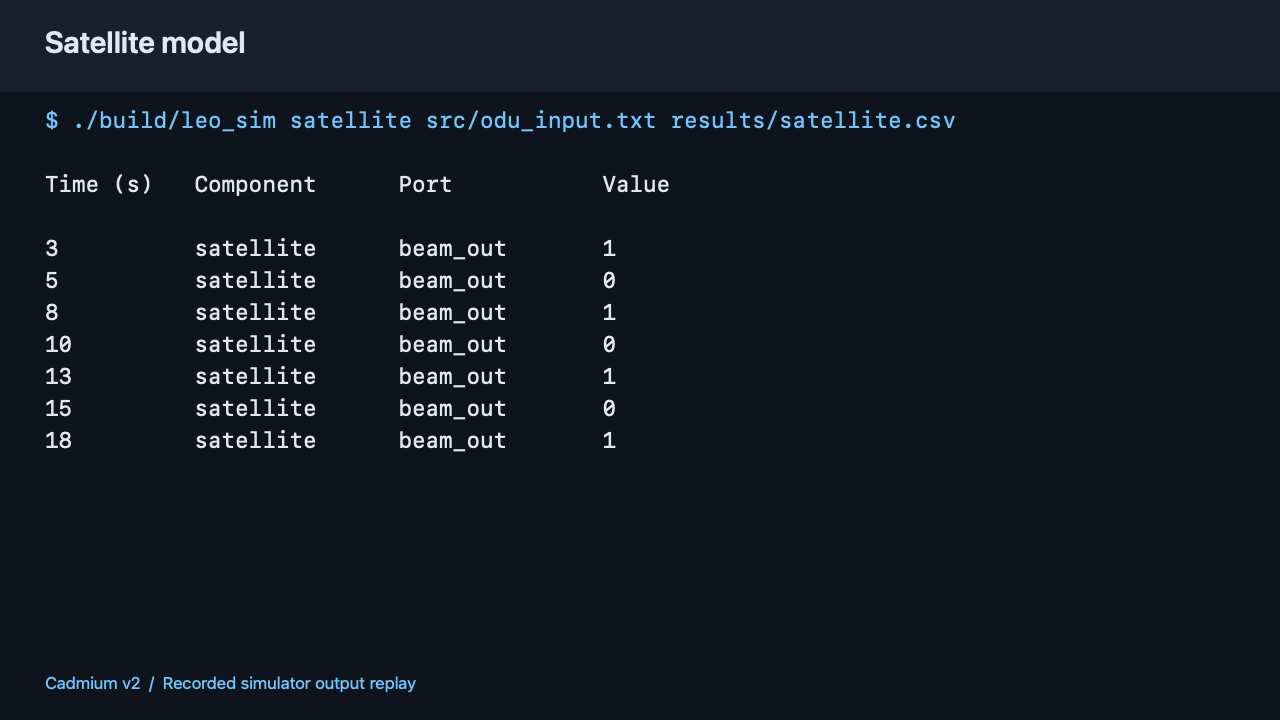 Satellite model
$ ./build/leo_sim satellite src/odu_input.txt results/satellite.csv
Time (s) Component Port Value
3 satellite beam_out 1
5 satellite beam_out 0
8 satellite beam_out 1
10 satellite beam_out 0
13 satellite beam_out 1
15 satellite beam_out 0
18 satellite beam_out 1
Cadmium v2 / Recorded simulator output replay